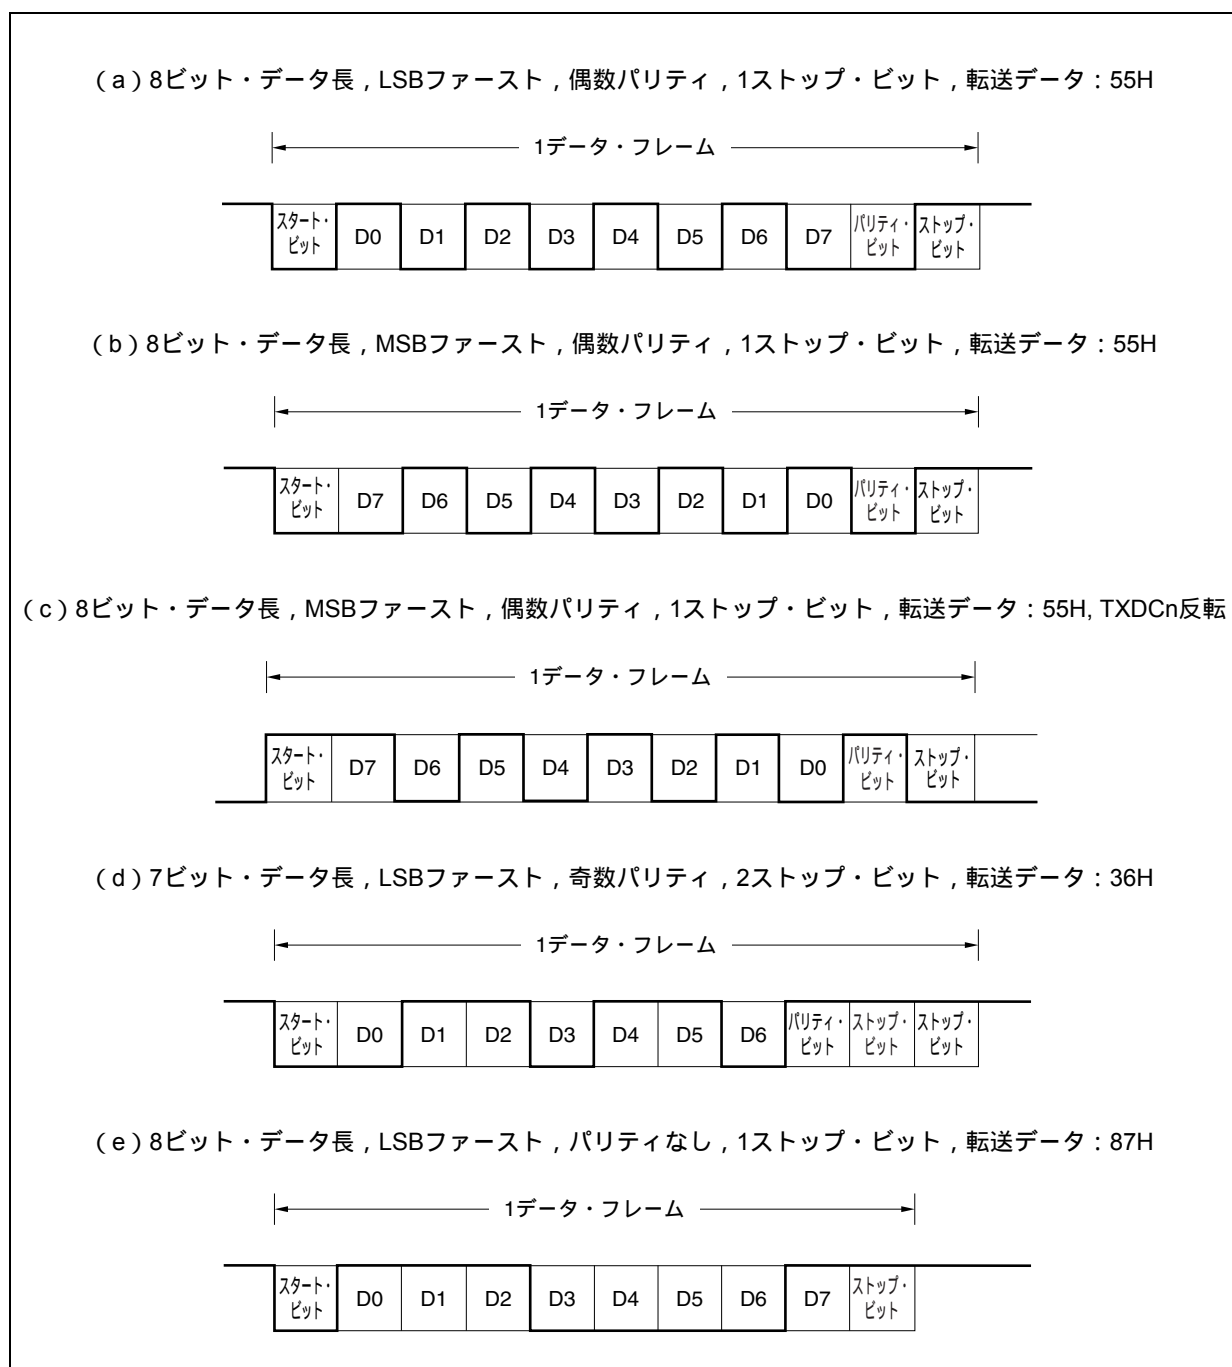 (a)8ビット・データ長,LSBファースト,偶数パリティ,1ストップ・ビット,転送データ:55H
1データ・フレーム
スタート・ビット D0 D1 D2 D3 D4 D5 D6 D7 パリティ・ビット ストップ・ビット
(b)8ビット・データ長,MSBファースト,偶数パリティ,1ストップ・ビット,転送データ:55H
1データ・フレーム
スタート・ビット D7 D6 D5 D4 D3 D2 D1 D0 パリティ・ビット ストップ・ビット
(c)8ビット・データ長,MSBファースト,偶数パリティ,1ストップ・ビット,転送データ:55H, TXDCn反転
1データ・フレーム
スタート・ビット D7 D6 D5 D4 D3 D2 D1 D0 パリティ・ビット ストップ・ビット
(d)7ビット・データ長,LSBファースト,奇数パリティ,2ストップ・ビット,転送データ:36H
1データ・フレーム
スタート・ビット D0 D1 D2 D3 D4 D5 D6 パリティ・ビット ストップ・ビット ストップ・ビット
(e)8ビット・データ長,LSBファースト,パリティなし,1ストップ・ビット,転送データ:87H
1データ・フレーム
スタート・ビット D0 D1 D2 D3 D4 D5 D6 D7 ストップ・ビット